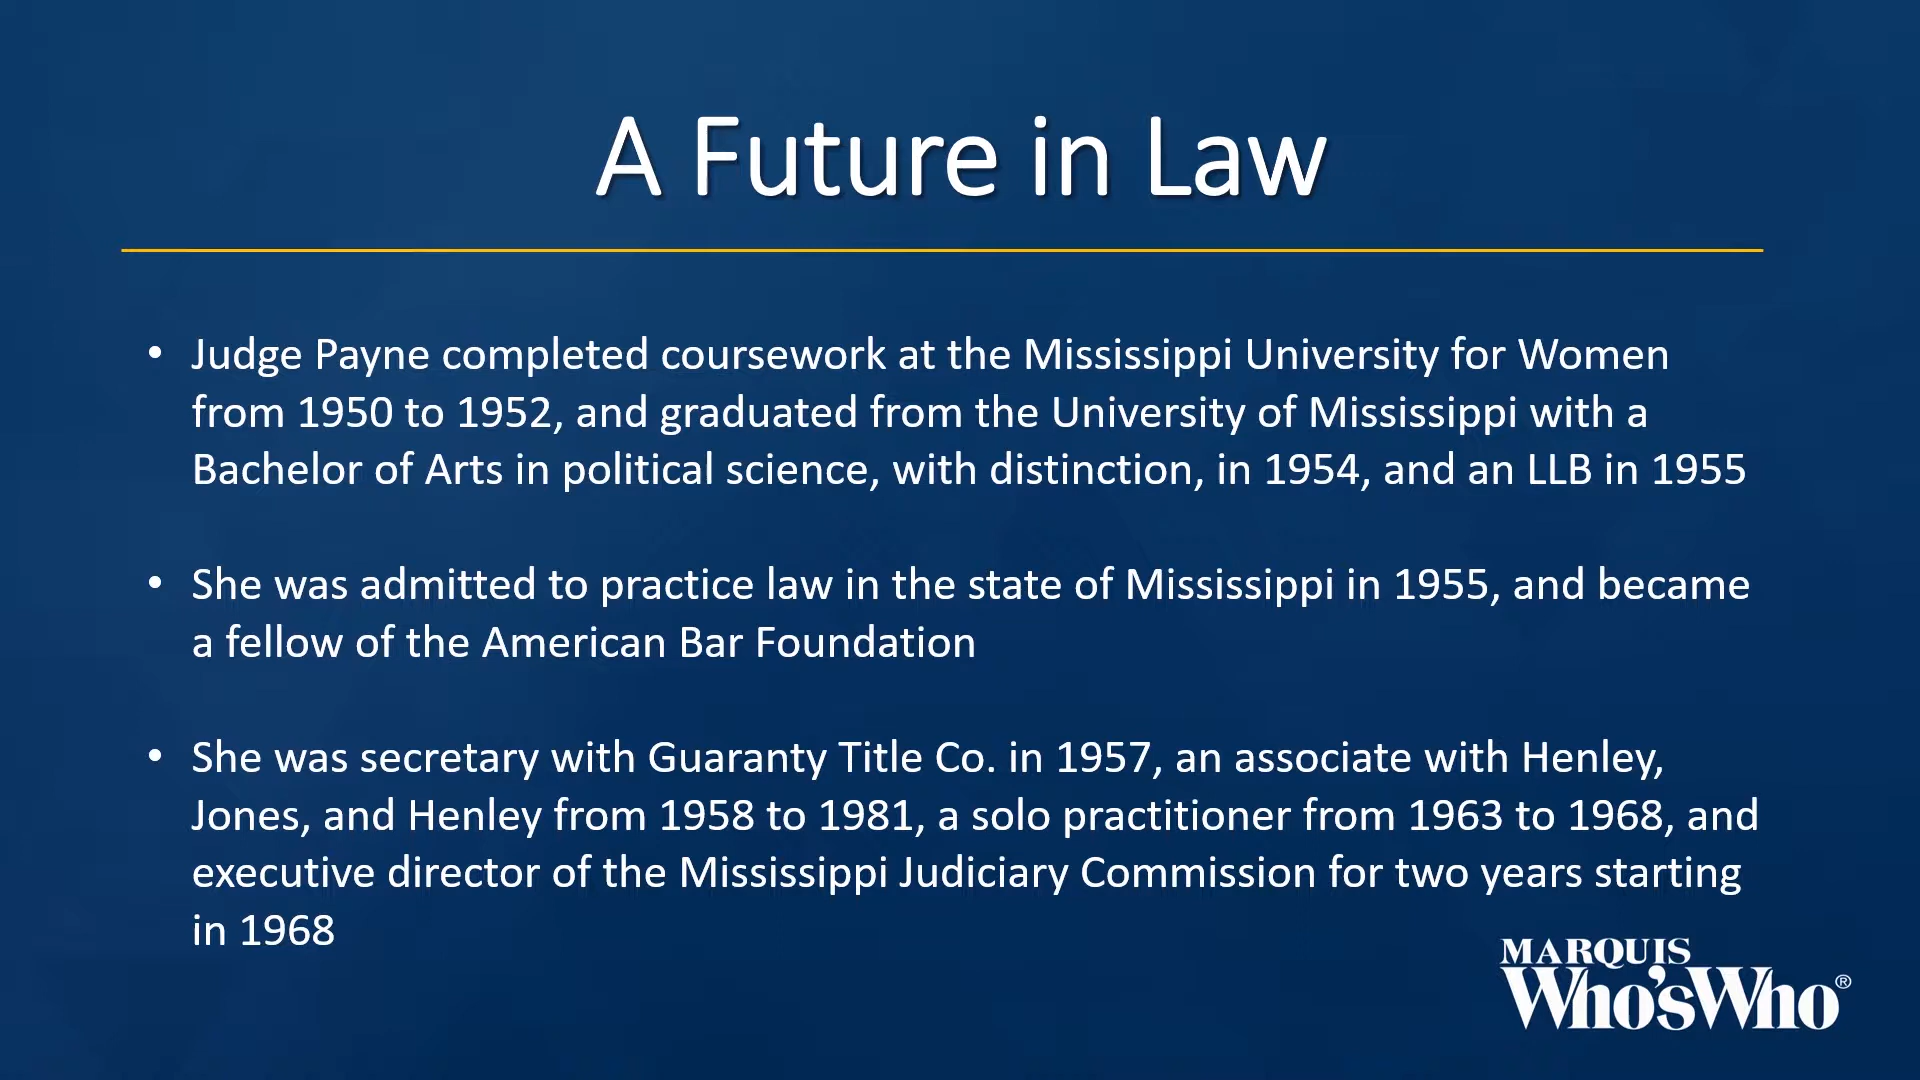 A Future in Law
• Judge Payne completed coursework at the Mississippi University for Women
from 1950 to 1952, and graduated from the University of Mississippi with a
Bachelor of Arts in political science, with distinction, in 1954, and an LLB in 1955
• She was admitted to practice law in the state of Mississippi in 1955, and became
a fellow of the American Bar Foundation
• She was secretary with Guaranty Title Co. in 1957, an associate with Henley,
Jones, and Henley from 1958 to 1981, a solo practitioner from 1963 to 1968, and
executive director of the Mississippi Judiciary Commission for two years starting
in 1968
MARQUIS
Who'sWho®